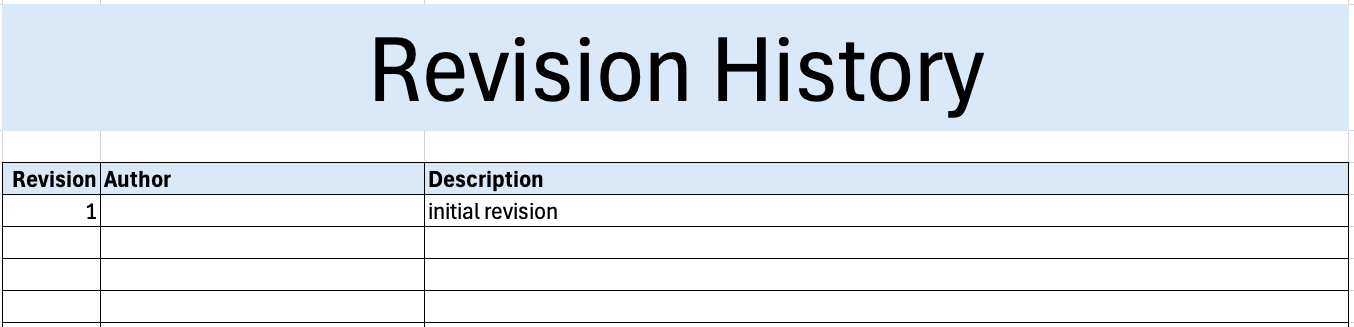 Revision History
Revision Author Description
1 initial revision